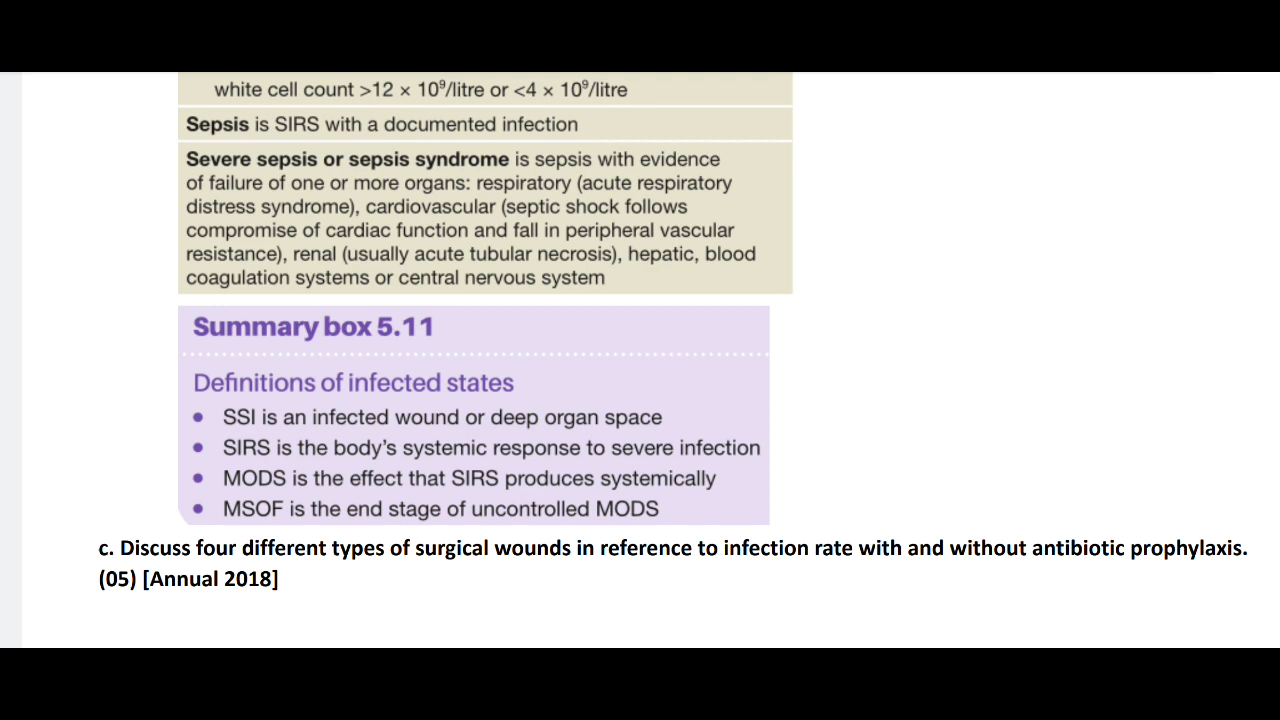 white cell count >12 × 10⁹/litre or <4 × 10⁹/litre
Sepsis is SIRS with a documented infection
Severe sepsis or sepsis syndrome is sepsis with evidence
of failure of one or more organs: respiratory (acute respiratory
distress syndrome), cardiovascular (septic shock follows
compromise of cardiac function and fall in peripheral vascular
resistance), renal (usually acute tubular necrosis), hepatic, blood
coagulation systems or central nervous system
Summary box 5.11
Definitions of infected states
• SSI is an infected wound or deep organ space
• SIRS is the body’s systemic response to severe infection
• MODS is the effect that SIRS produces systemically
• MSOF is the end stage of uncontrolled MODS
c. Discuss four different types of surgical wounds in reference to infection rate with and without antibiotic prophylaxis.
(05) [Annual 2018]